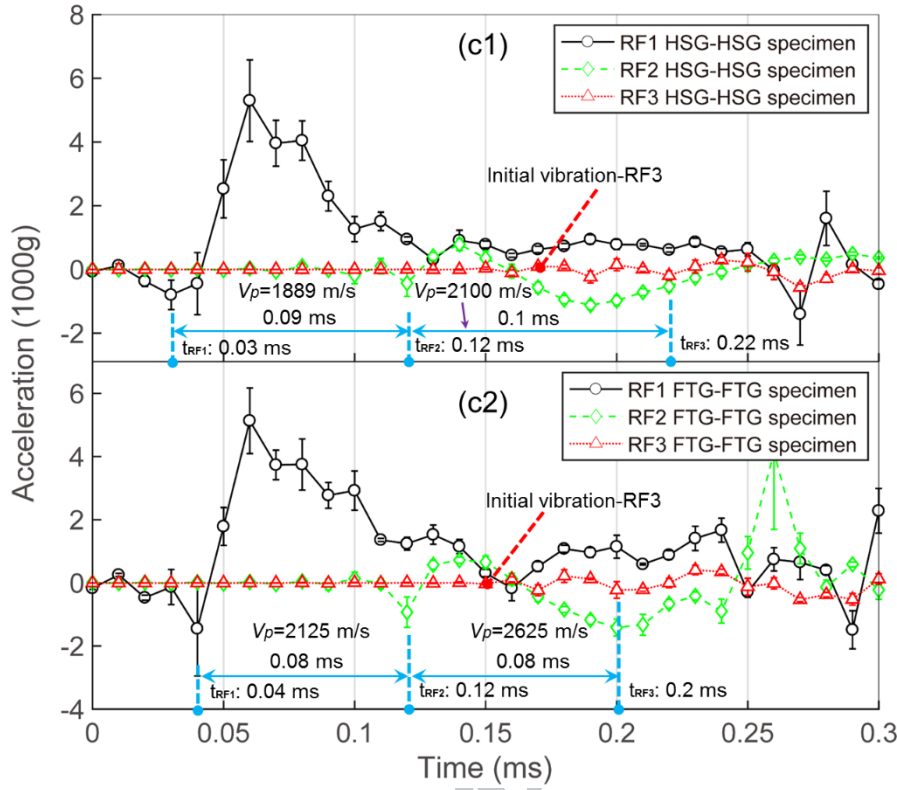 8
(c1)
RF1 HSG-HSG specimen
RF2 HSG-HSG specimen
RF3 HSG-HSG specimen
6
4
Initial vibration-RF3
2
0
Vp=1889 m/s
Vp=2100 m/s
0.09 ms
0.1 ms
-2
tRF1: 0.03 ms
tRF2: 0.12 ms
tRF3: 0.22 ms
Acceleration (1000g)
(c2)
RF1 FTG-FTG specimen
RF2 FTG-FTG specimen
RF3 FTG-FTG specimen
6
4
Initial vibration-RF3
2
0
Vp=2125 m/s
Vp=2625 m/s
-2
0.08 ms
0.08 ms
tRF1: 0.04 ms
tRF2: 0.12 ms
tRF3: 0.2 ms
-4
0 0.05 0.1 0.15 0.2 0.25 0.3
Time (ms)